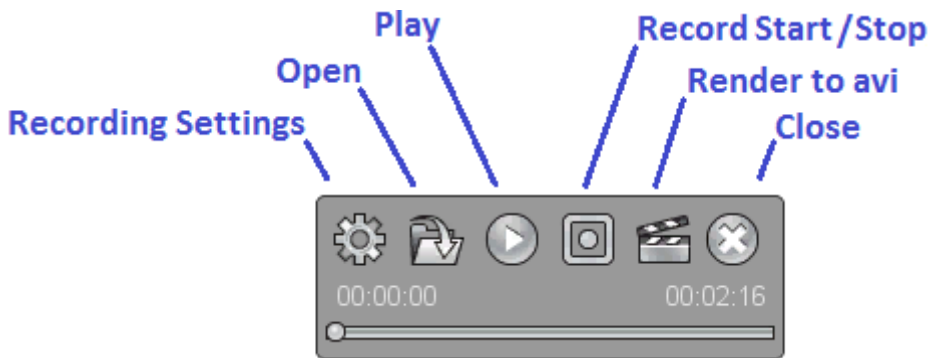 Play
Record Start/Stop
Open
Render to avi
Recording Settings
Close
00:00:00
00:02:16